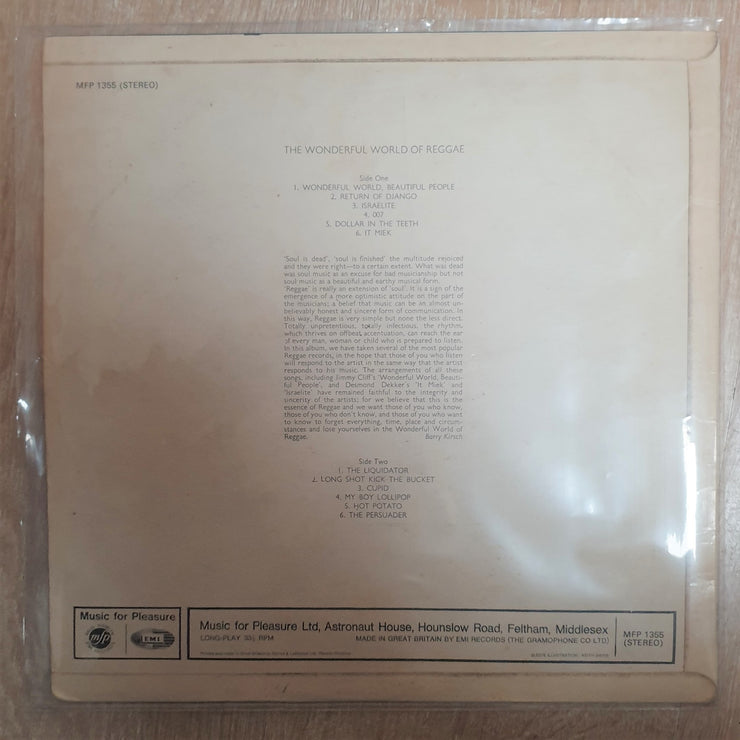 MFP 1355 (STEREO)
THE WONDERFUL WORLD OF REGGAE
Side One
1. WONDERFUL WORLD, BEAUTIFUL PEOPLE
2. RETURN OF DJANGO
3. ISRAELITE
4. 007
5. DOLLAR IN THE TEETH
6. IT MIEK
'Soul is dead', 'soul is finished' the multitude rejoiced
and they were right—to a certain extent. What was dead
was soul music as an excuse for bad musicianship but not
soul music as a beautiful and earthy musical form.
'Reggae' is really an extension of 'soul'. It is a sign of the
emergence of a more optimistic attitude on the part of
the musicians; a belief that music can be an almost un-
believably honest and sincere form of communication. In
this way, Reggae is very simple but none the less direct.
Totally unpretentious, totally infectious, the rhythm,
which thrives on offbeat accentuation, can reach the ear
of every man, woman or child who is prepared to listen.
In this album, we have taken several of the most popular
Reggae records, in the hope that those of you who listen
will respond to the artist in the same way that the artist
responds to his music. The arrangements of all these
songs, including Jimmy Cliff's 'Wonderful World, Beauti-
ful People', and Desmond Dekker's 'It Miek' and
'Israelite' have remained faithful to the integrity and
sincerity of the artists; for we believe that this is the
essence of Reggae and we want those of you who know,
those of you who don't know, and those of you who want
to know to forget everything, time, place and circum-
stances and lose yourselves in the Wonderful World of
Reggae. Barry Kirsch
Side Two
1. THE LIQUIDATOR
2. LONG SHOT KICK THE BUCKET
3. CUPID
4. MY BOY LOLLIPOP
5. HOT POTATO
6. THE PERSUADER
Music for Pleasure
mfp EMI
Music for Pleasure Ltd, Astronaut House, Hounslow Road, Feltham, Middlesex
LONG-PLAY 33⅓ RPM MADE IN GREAT BRITAIN BY EMI RECORDS (THE GRAMOPHONE CO LTD)
SLEEVE ILLUSTRATION:
MFP 1355
(STEREO)